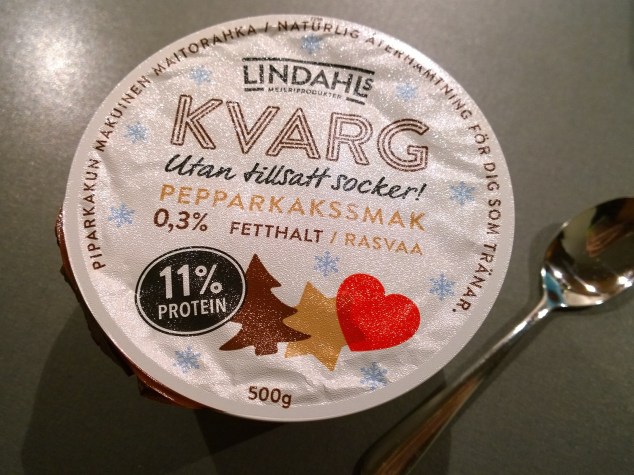 PIPARKAKUN MAKUINEN MAITORAHKA / NATURLIG ÅTERHÄMTNING FÖR DIG SOM TRÄNAR.
LINDAHLs
MEJERIPRODUKTER
KVARG
Utan tillsatt socker!
PEPPARKAKSSMAK
0,3% FETTHALT / RASVAA
11%
PROTEIN
500g